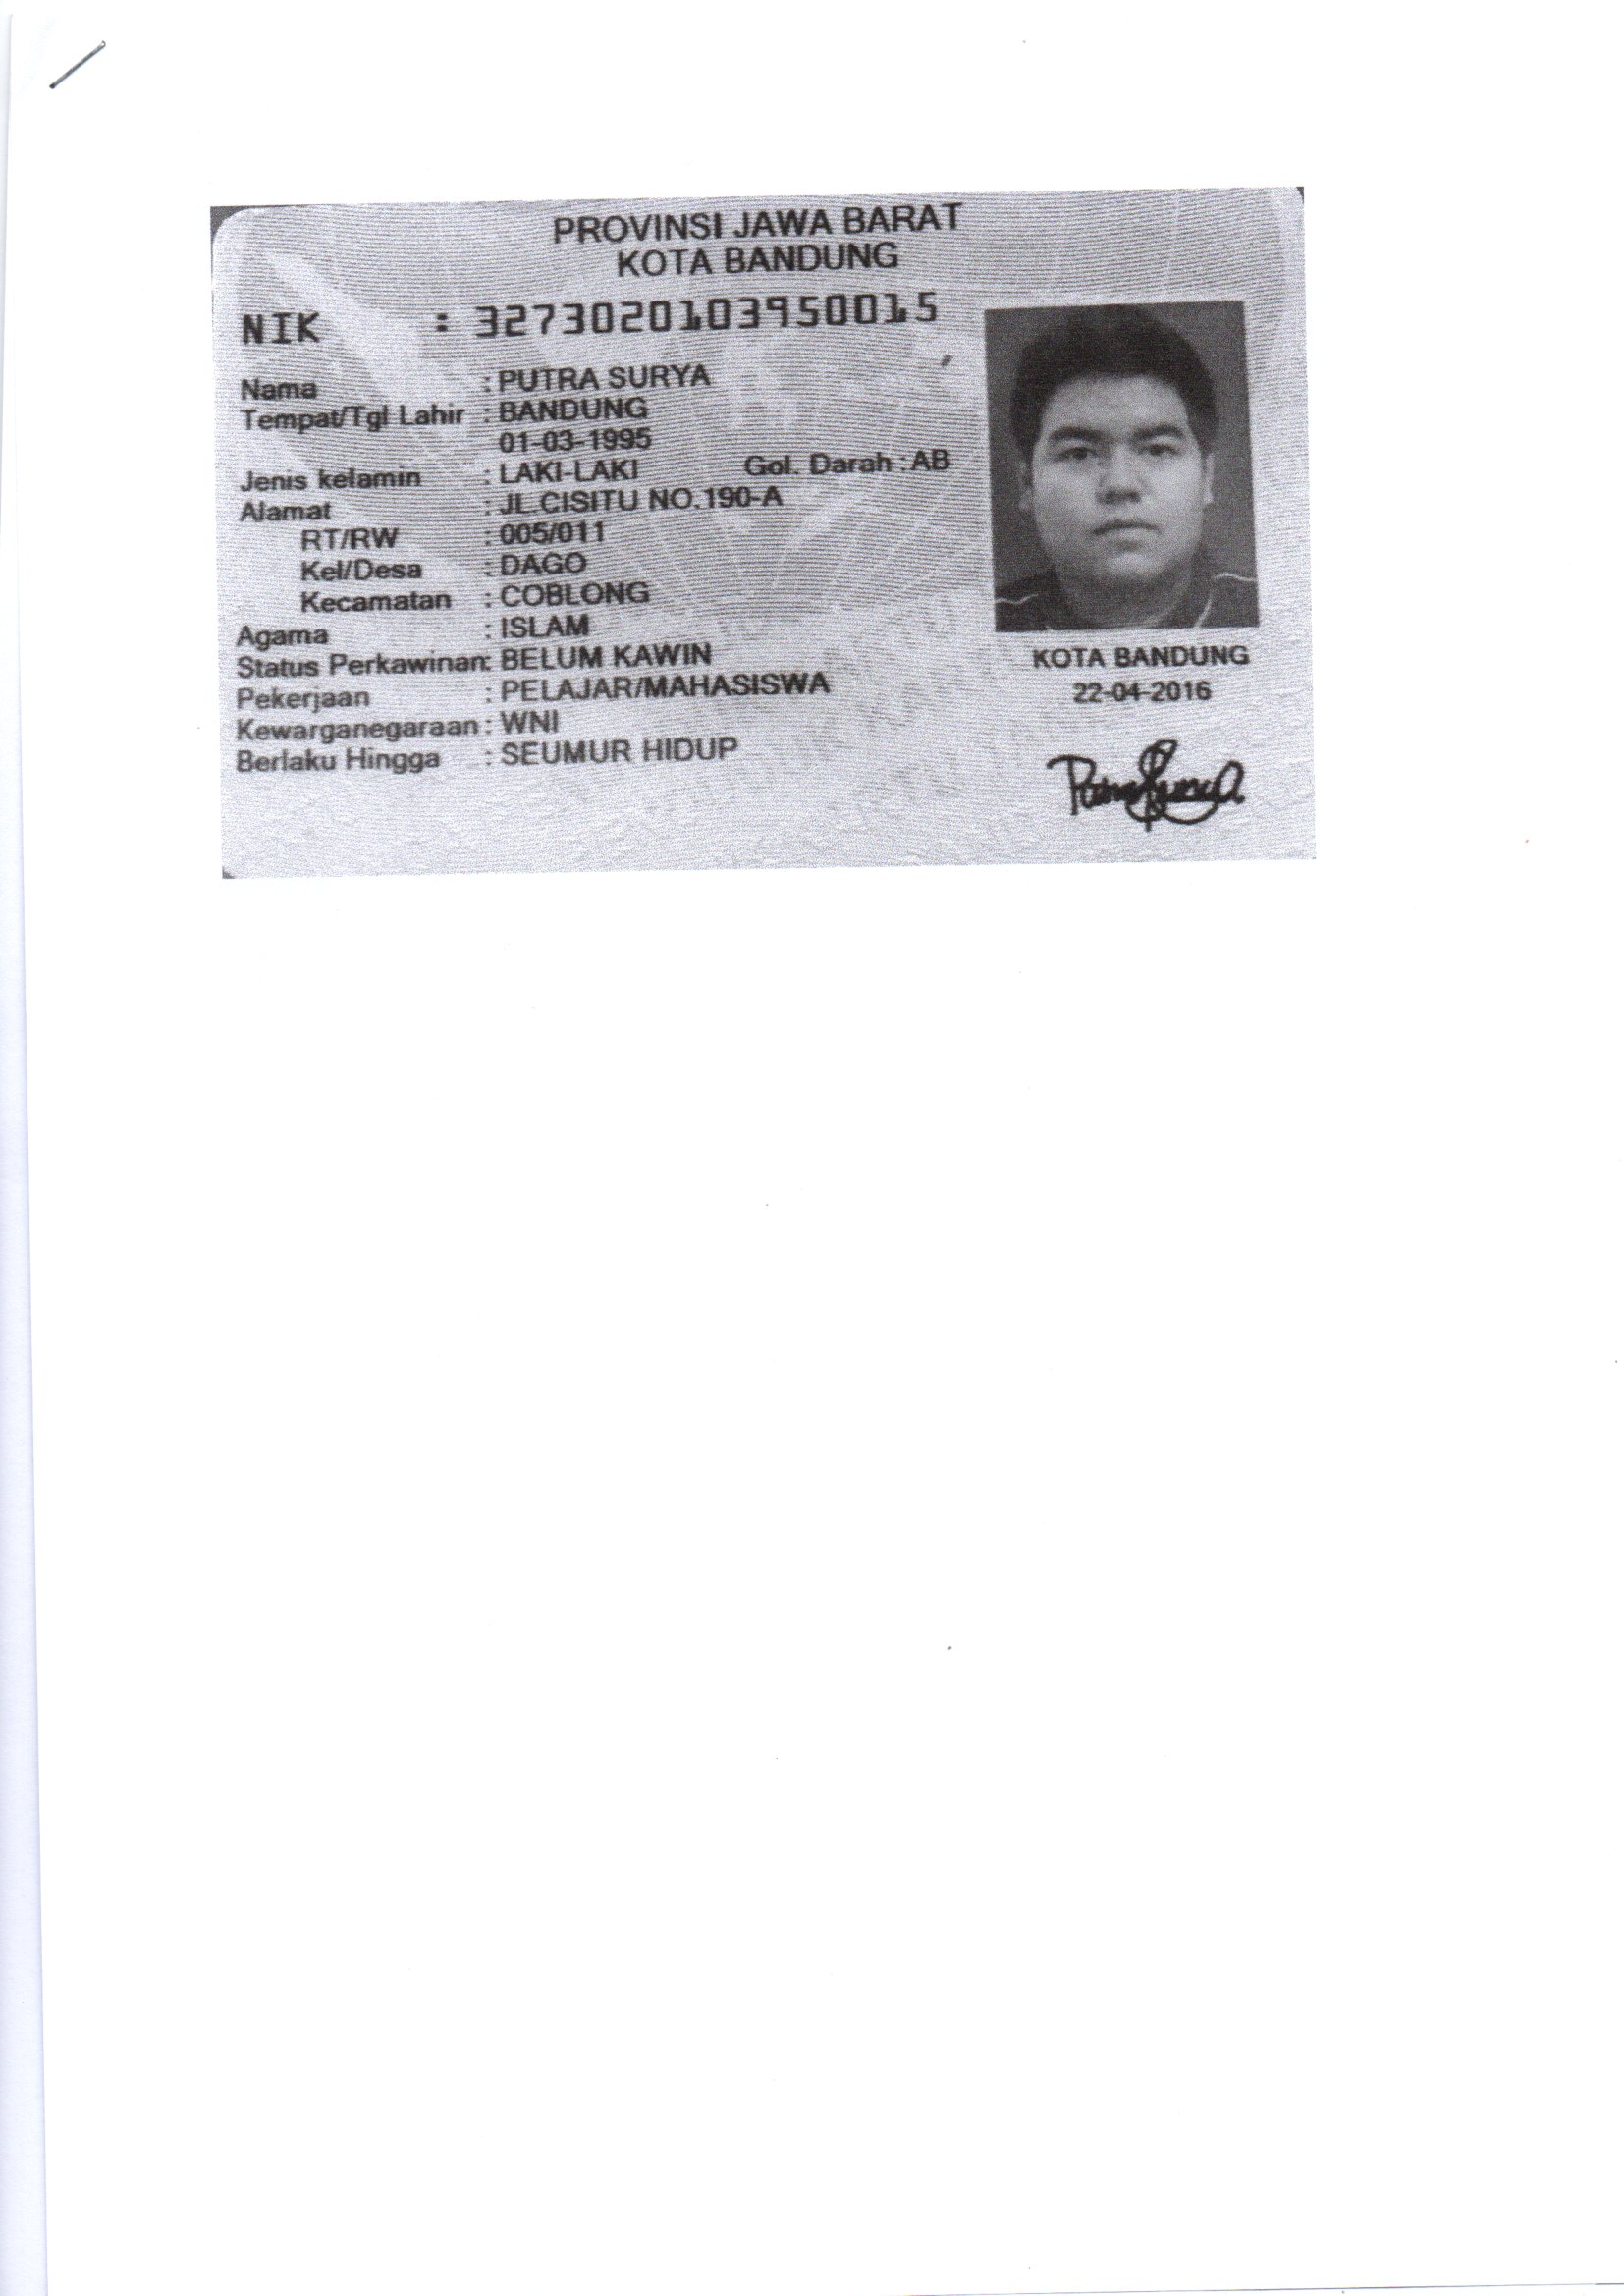 PROVINSI JAWA BARAT
KOTA BANDUNG
NIK : 3273020103950015
Nama : PUTRA SURYA
Tempat/Tgl Lahir : BANDUNG
01-03-1995
Jenis kelamin : LAKI-LAKI Gol. Darah : AB
Alamat : JL.CISITU NO.190-A
RT/RW : 005/011
Kel/Desa : DAGO
Kecamatan : COBLONG
Agama : ISLAM
Status Perkawinan: BELUM KAWIN
Pekerjaan : PELAJAR/MAHASISWA
Kewarganegaraan : WNI
Berlaku Hingga : SEUMUR HIDUP
KOTA BANDUNG
22-04-2016